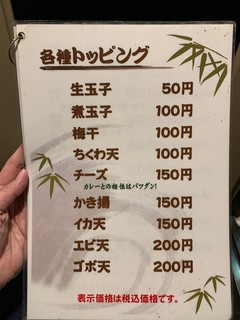 各種トッピング
生玉子 50円
煮玉子 100円
梅干 100円
ちくわ天 100円
チーズ 150円
カレーとの相性はバツグン!
かき揚 150円
イカ天 150円
エビ天 200円
ゴボ天 200円
表示価格は税込価格です。